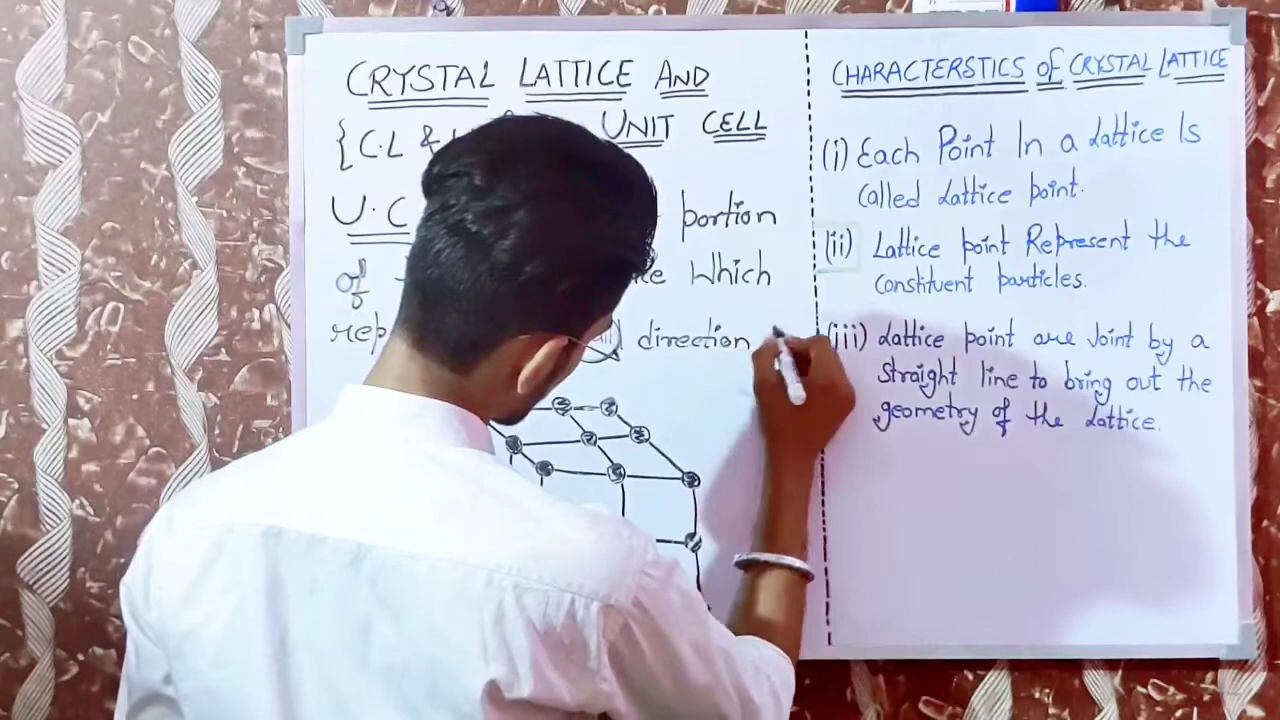 CRYSTAL LATTICE AND
{C.L & UNIT CELL
U.C portion
of Which
direction
CHARACTERSTICS of CRYSTAL LATTICE
(i) Each Point In a Lattice Is
Called Lattice point.
(ii) Lattice point Represent the
Constituent particles.
(iii) Lattice point are Joint by a
Straight line to bring out the
geometry of the Lattice.